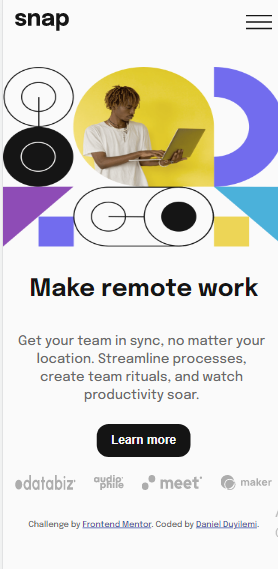 snap
Make remote work
Get your team in sync, no matter your
location. Streamline processes,
create team rituals, and watch
productivity soar.
Learn more
databiz
audiophile
meet
maker
Challenge by Frontend Mentor. Coded by Daniel Duyilemi.